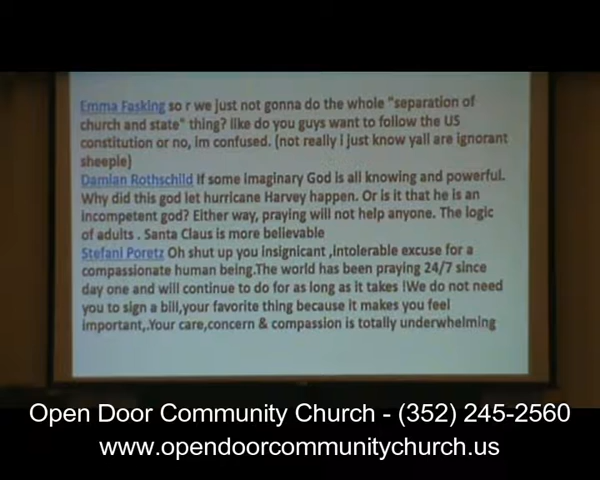 Emma Fasking so r we just not gonna do the whole "separation of
church and state" thing? like do you guys want to follow the US
constitution or no, im confused. (not really i just know yall are ignorant
sheeple)
Damian Rothschild If some imaginary God is all knowing and powerful.
Why did this god let hurricane Harvey happen. Or is it that he is an
incompetent god? Either way, praying will not help anyone. The logic
of adults . Santa Claus is more believable
Stefani Poretz Oh shut up you insignicant ,intolerable excuse for a
compassionate human being.The world has been praying 24/7 since
day one and will continue to do for as long as it takes !We do not need
you to sign a bill,your favorite thing because it makes you feel
important,.Your care,concern & compassion is totally underwhelming
Open Door Community Church - (352) 245-2560
www.opendoorcommunitychurch.us